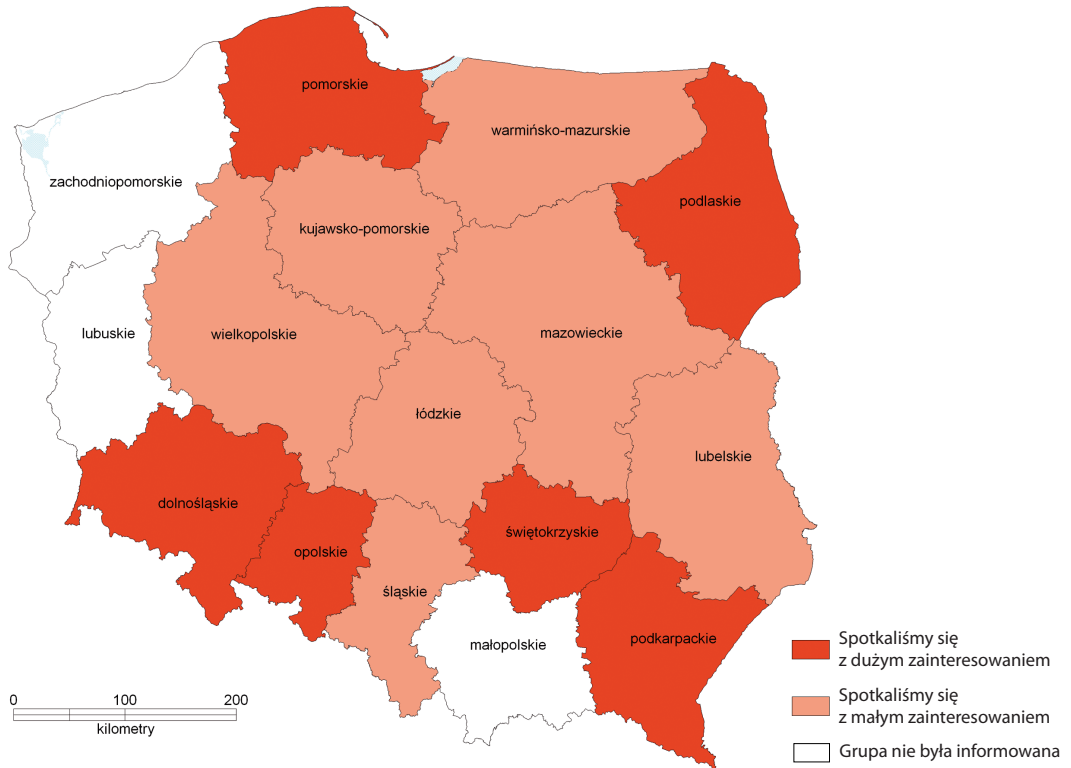 pomorskie
warmińsko-mazurskie
zachodniopomorskie
podlaskie
kujawsko-pomorskie
lubuskie
wielkopolskie
mazowieckie
łódzkie
lubelskie
dolnośląskie
opolskie
świętokrzyskie
śląskie
małopolskie
podkarpackie
0 100 200
kilometry
Spotkaliśmy się
z dużym zainteresowaniem
Spotkaliśmy się
z małym zainteresowaniem
Grupa nie była informowana